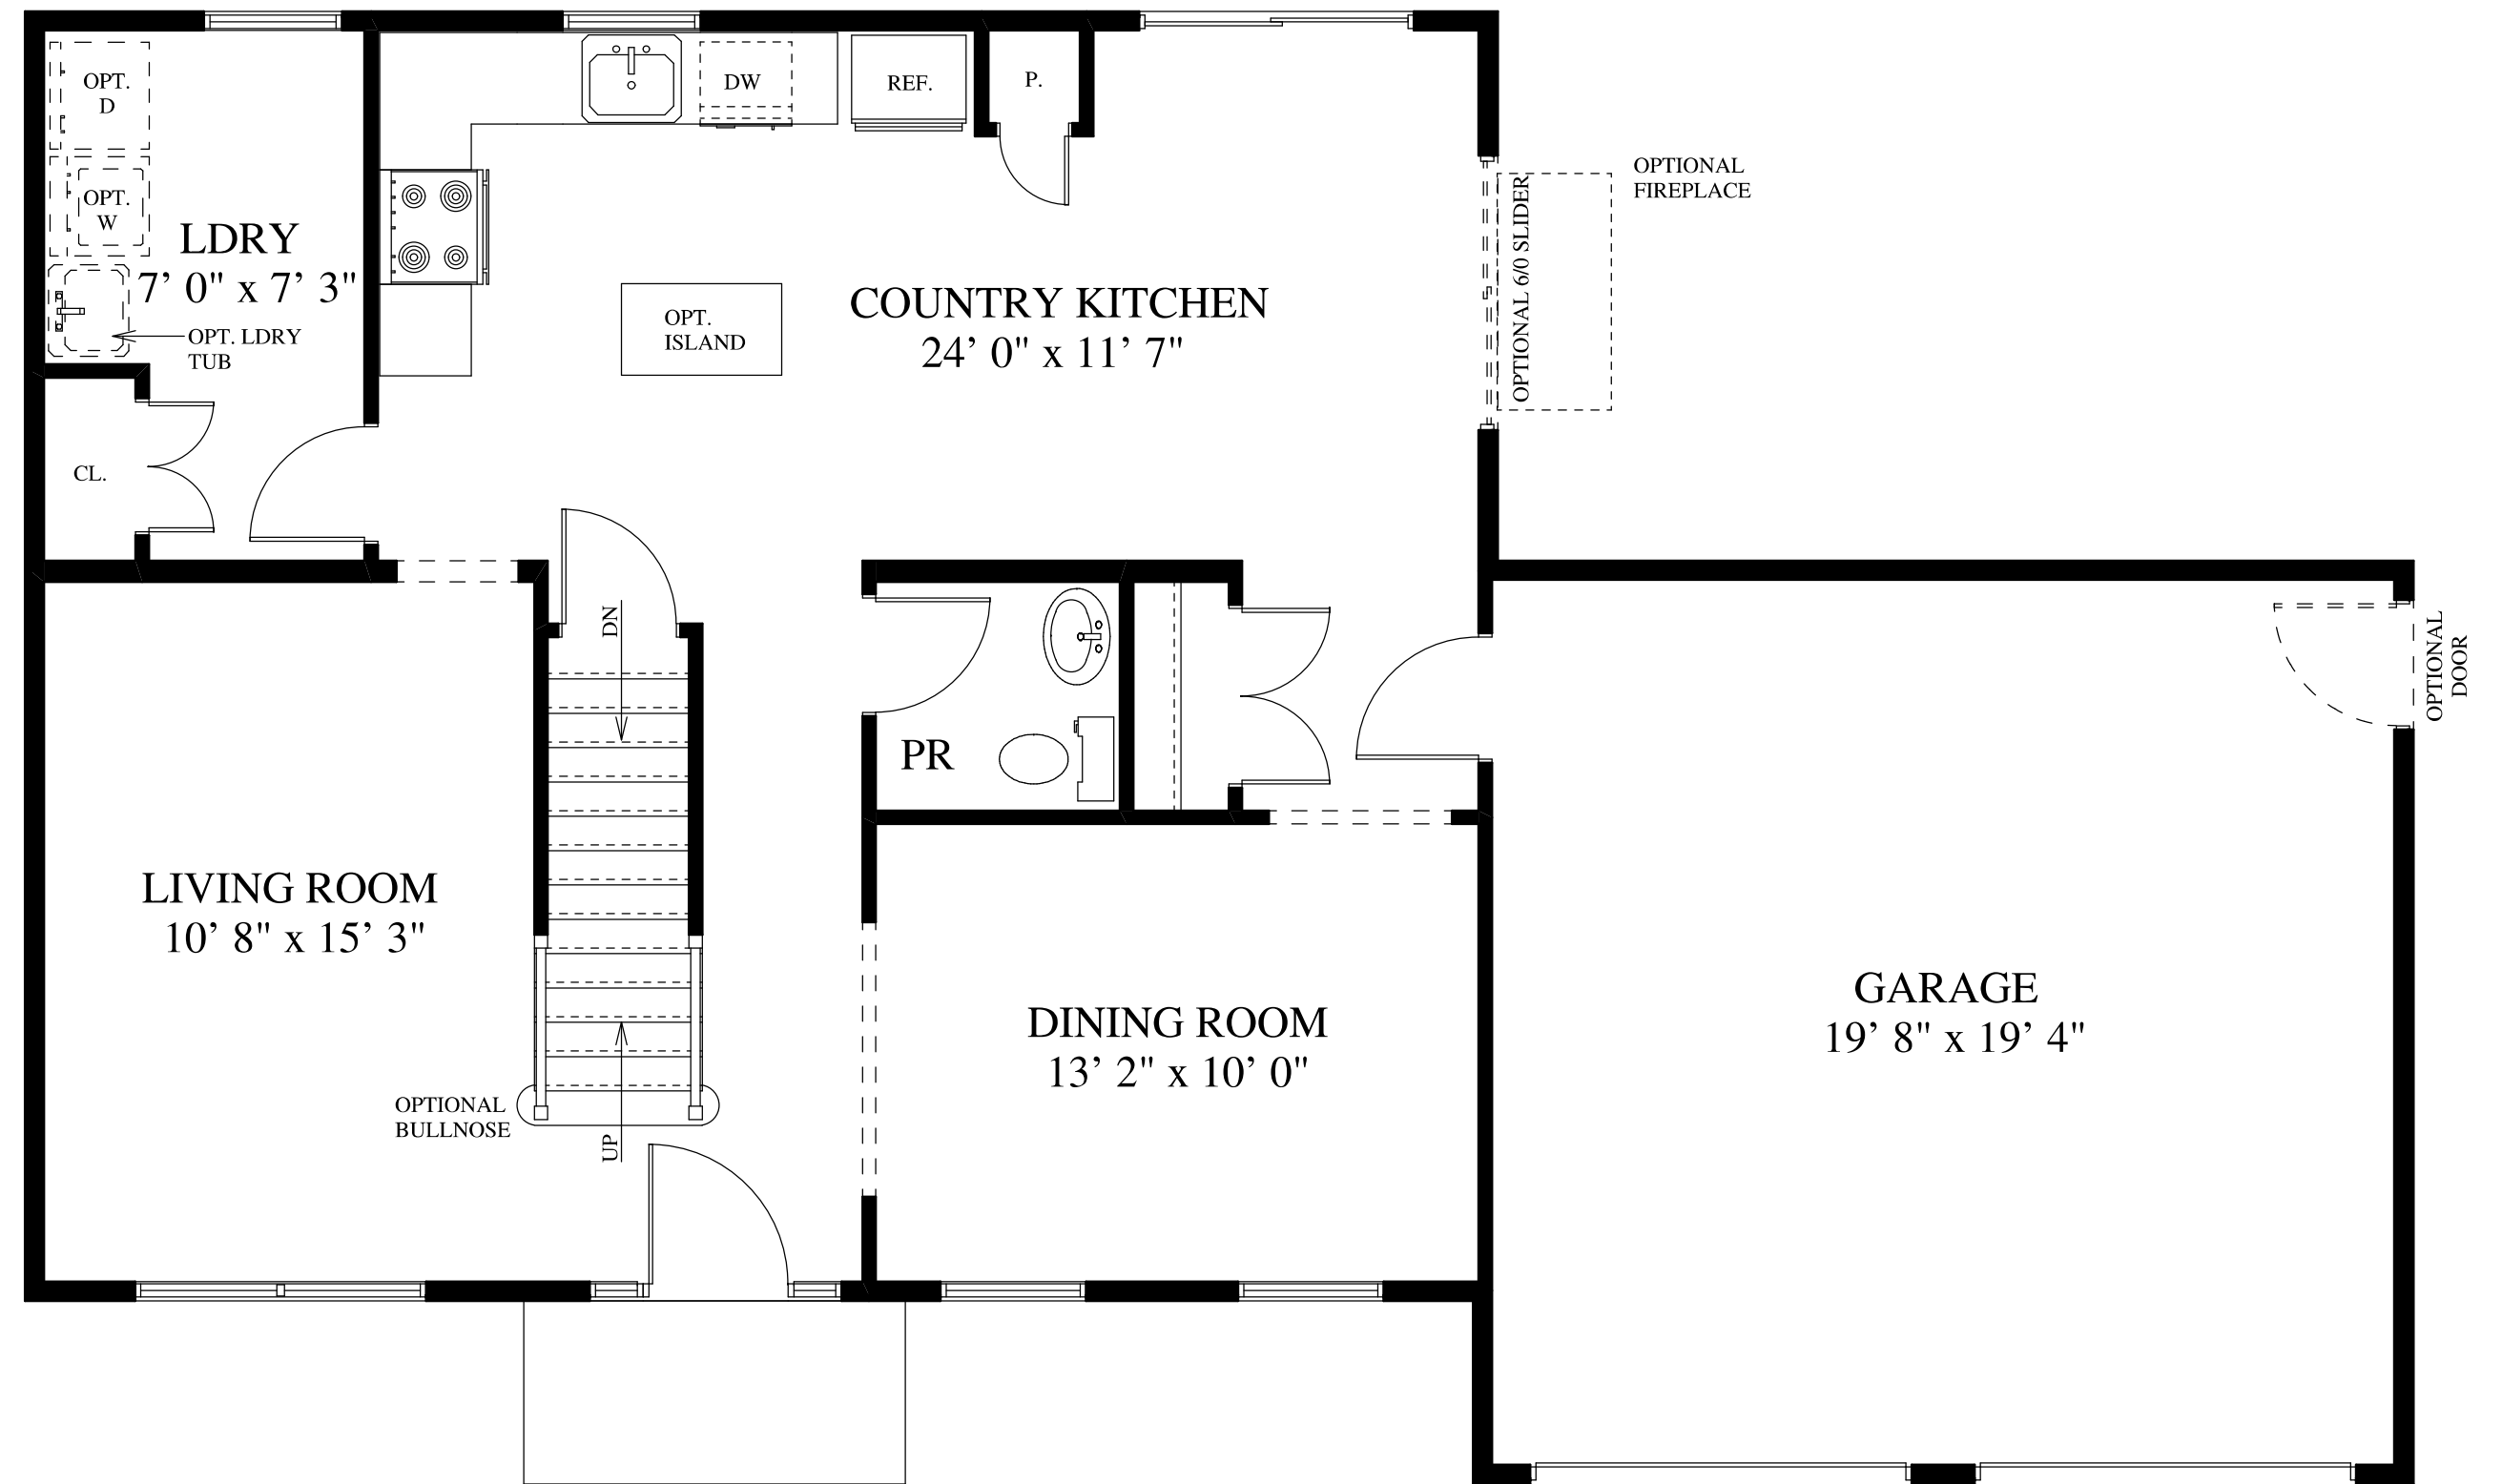 OPT.
D
OPT.
W
LDRY
7’ 0" x 7’ 3"
OPT. LDRY
TUB
CL.
DW
REF.
P.
OPT.
ISLAND
COUNTRY KITCHEN
24’ 0" x 11’ 7"
OPTIONAL 6/0 SLIDER
OPTIONAL
FIREPLACE
DN
PR
OPTIONAL
DOOR
LIVING ROOM
10’ 8" x 15’ 3"
OPTIONAL
BULLNOSE
UP
DINING ROOM
13’ 2" x 10’ 0"
GARAGE
19’ 8" x 19’ 4"